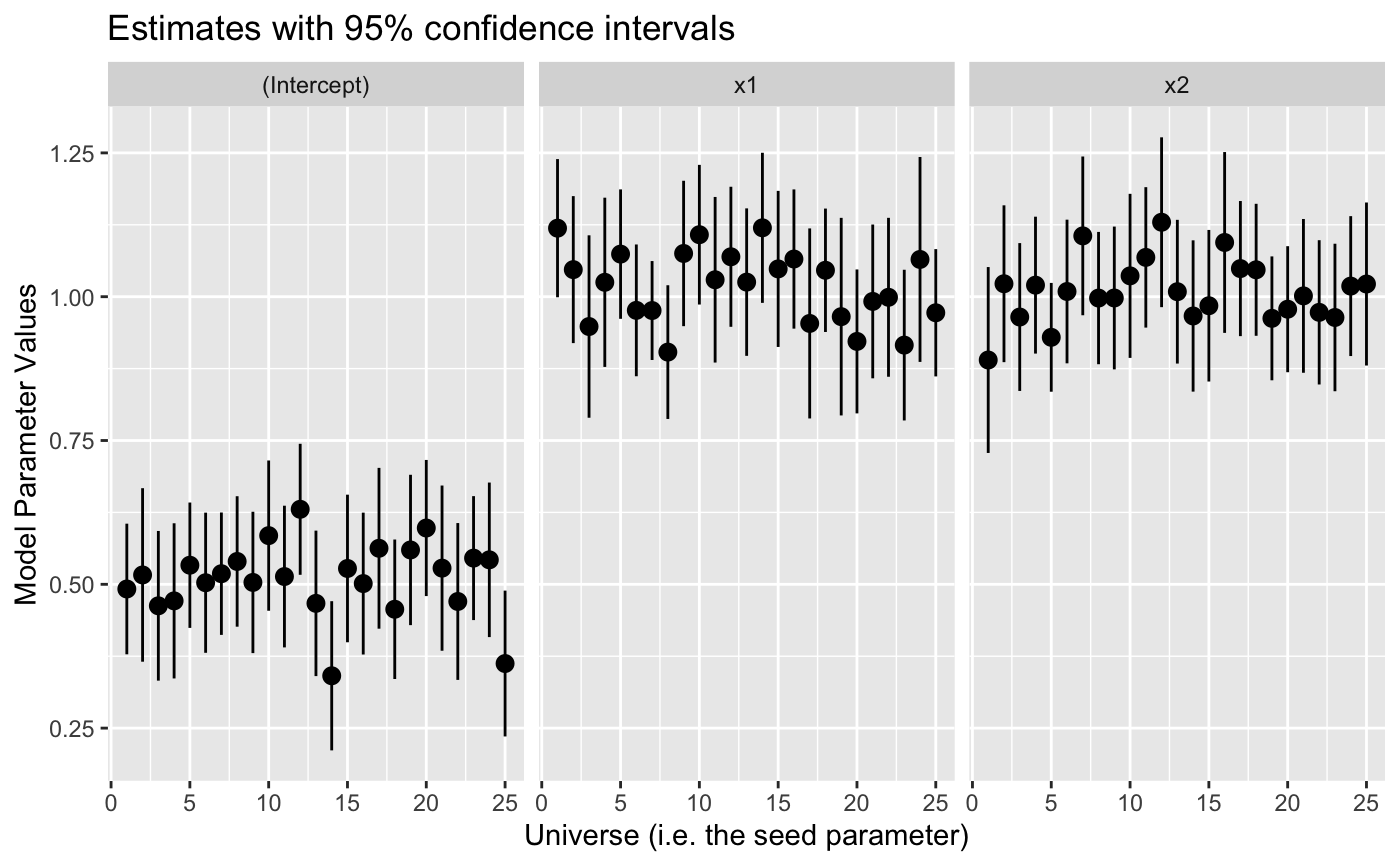 Estimates with 95% confidence intervals
(Intercept) x1 x2
1.25
1.00
0.75
0.50
0.25
Model Parameter Values
0 5 10 15 20 25 0 5 10 15 20 25 0 5 10 15 20 25
Universe (i.e. the seed parameter)